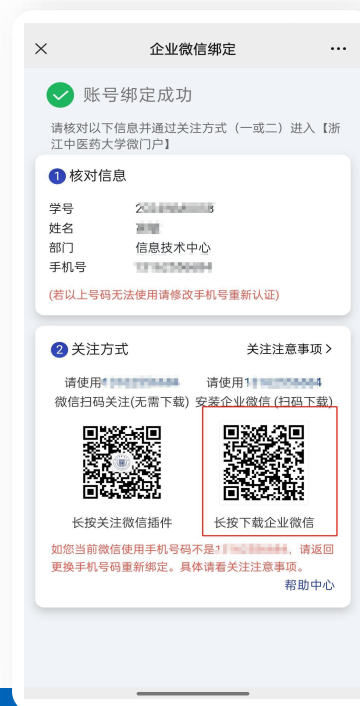 企业微信绑定
账号绑定成功
请核对以下信息并通过关注方式（一或二）进入【浙
江中医药大学微门户】
1 核对信息
学号
姓名
部门 信息技术中心
手机号
(若以上号码无法使用请修改手机号重新认证)
2 关注方式 关注注意事项>
请使用 请使用1
微信扫码关注(无需下载) 安装企业微信 (扫码下载)
长按关注微信插件 长按下载企业微信
如您当前微信使用手机号码不是 ，请返回
更换手机号码重新绑定。具体请看关注注意事项。
帮助中心